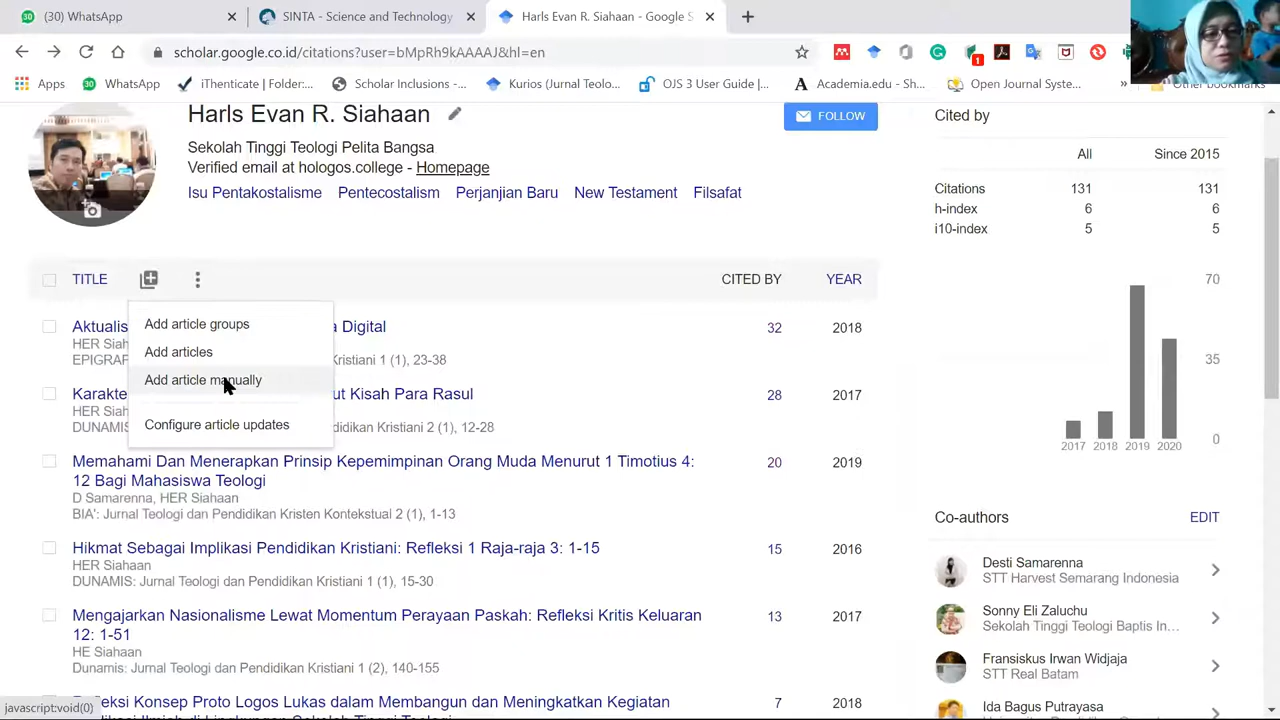 (30) WhatsApp
SINTA - Science and Technology
Harls Evan R. Siahaan - Google S
scholar.google.co.id/citations?user=bMpRh9kAAAAJ&hl=en
1
Apps
WhatsApp
iThenticate | Folder:...
Scholar Inclusions -...
Kurios (Jurnal Teolo...
OJS 3 User Guide |...
Academia.edu - Sh...
Open Journal Syste...
Other bookmarks
Harls Evan R. Siahaan
FOLLOW
Sekolah Tinggi Teologi Pelita Bangsa
Verified email at hologos.college - Homepage
Isu Pentakostalisme Pentecostalism Perjanjian Baru New Testament Filsafat
TITLE CITED BY YEAR
Add article groups
Add articles
Add article manually
Configure article updates
Aktualis a Digital 32 2018
HER Siah
EPIGRAF Kristiani 1 (1), 23-38
Karakte ut Kisah Para Rasul 28 2017
HER Siah
DUNAMIS: Kristiani 2 (1), 12-28
Memahami Dan Menerapkan Prinsip Kepemimpinan Orang Muda Menurut 1 Timotius 4: 20 2019
12 Bagi Mahasiswa Teologi
D Samarenna, HER Siahaan
BIA': Jurnal Teologi dan Pendidikan Kristen Kontekstual 2 (1), 1-13
Hikmat Sebagai Implikasi Pendidikan Kristiani: Refleksi 1 Raja-raja 3: 1-15 15 2016
HER Siahaan
DUNAMIS: Jurnal Teologi dan Pendidikan Kristiani 1 (1), 15-30
Mengajarkan Nasionalisme Lewat Momentum Perayaan Paskah: Refleksi Kritis Keluaran 13 2017
12: 1-51
HE Siahaan
Dunamis: Jurnal Teologi dan Pendidikan Kristiani 1 (2), 140-155
Konsep Proto Logos Lukas dalam Membangun dan Meningkatkan Kegiatan 7 2018
javascript:void(0)
Cited by
All Since 2015
Citations 131 131
h-index 6 6
i10-index 5 5
70
35
0
2017 2018 2019 2020
Co-authors EDIT
Desti Samarenna
STT Harvest Semarang Indonesia
Sonny Eli Zaluchu
Sekolah Tinggi Teologi Baptis In...
Fransiskus Irwan Widjaja
STT Real Batam
Ida Bagus Putrayasa